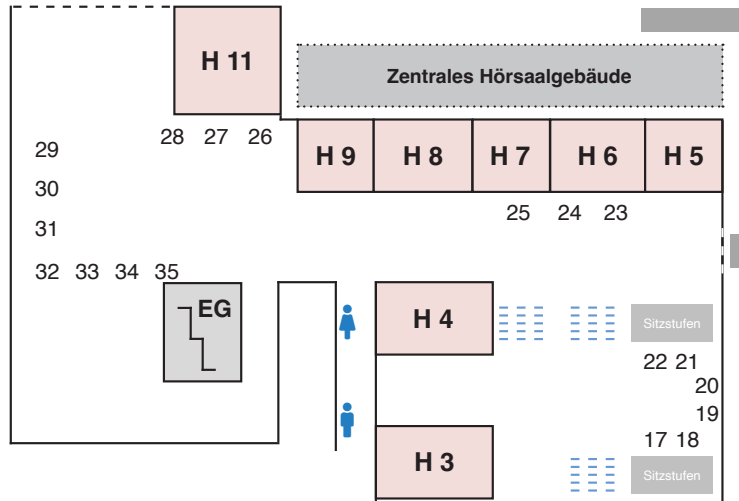 H 11
Zentrales Hörsaalgebäude
28 27 26
29
H 9 H 8 H 7 H 6 H 5
30
25 24 23
31
32 33 34 35
EG
H 4
Sitzstufen
22 21
20
19
17 18
H 3
Sitzstufen